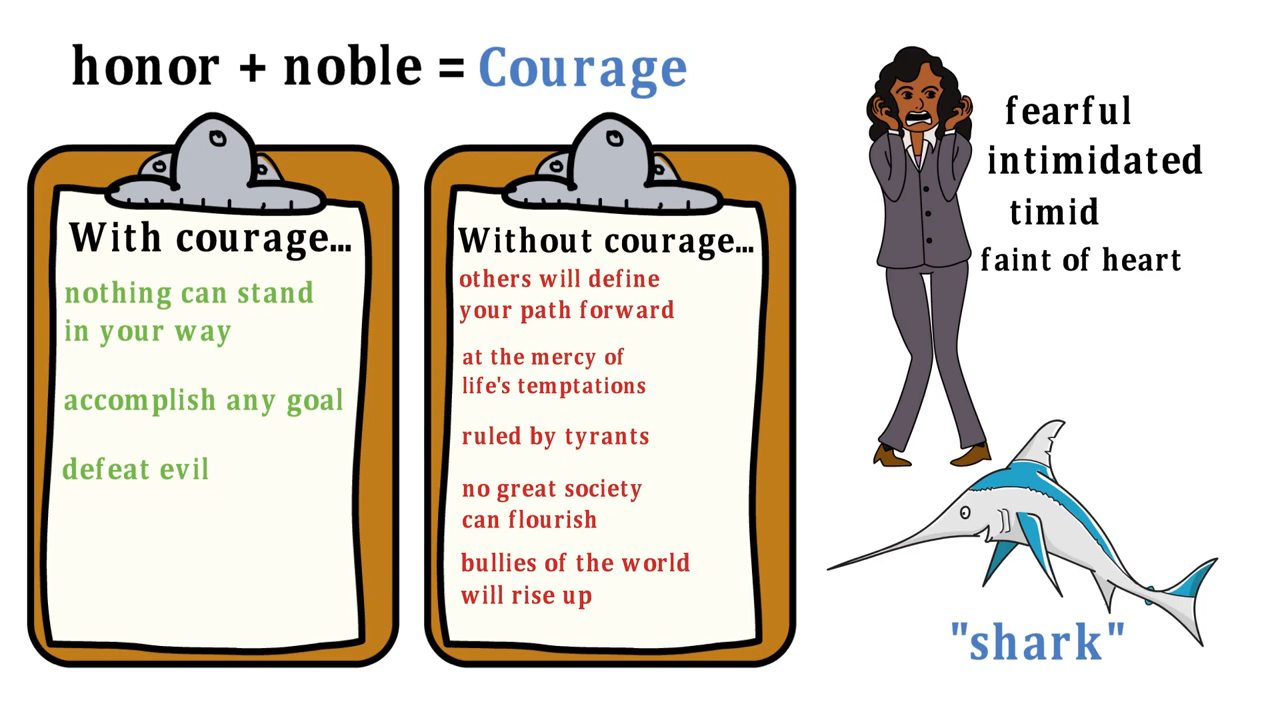 honor + noble = Courage
With courage...
nothing can stand
in your way
accomplish any goal
defeat evil
Without courage...
others will define
your path forward
at the mercy of
life's temptations
ruled by tyrants
no great society
can flourish
bullies of the world
will rise up
fearful
intimidated
timid
faint of heart
"shark"